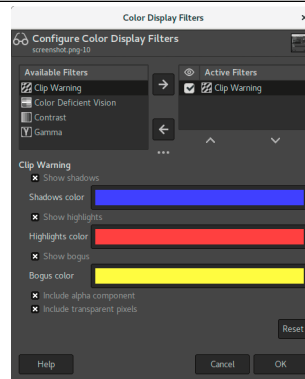 Color Display Filters
Configure Color Display Filters
screenshot.png-10
Available Filters
Clip Warning
Color Deficient Vision
Contrast
Gamma
Active Filters
Clip Warning
Clip Warning
Show shadows
Shadows color
Show highlights
Highlights color
Show bogus
Bogus color
Include alpha component
Include transparent pixels
Reset
Help
Cancel
OK